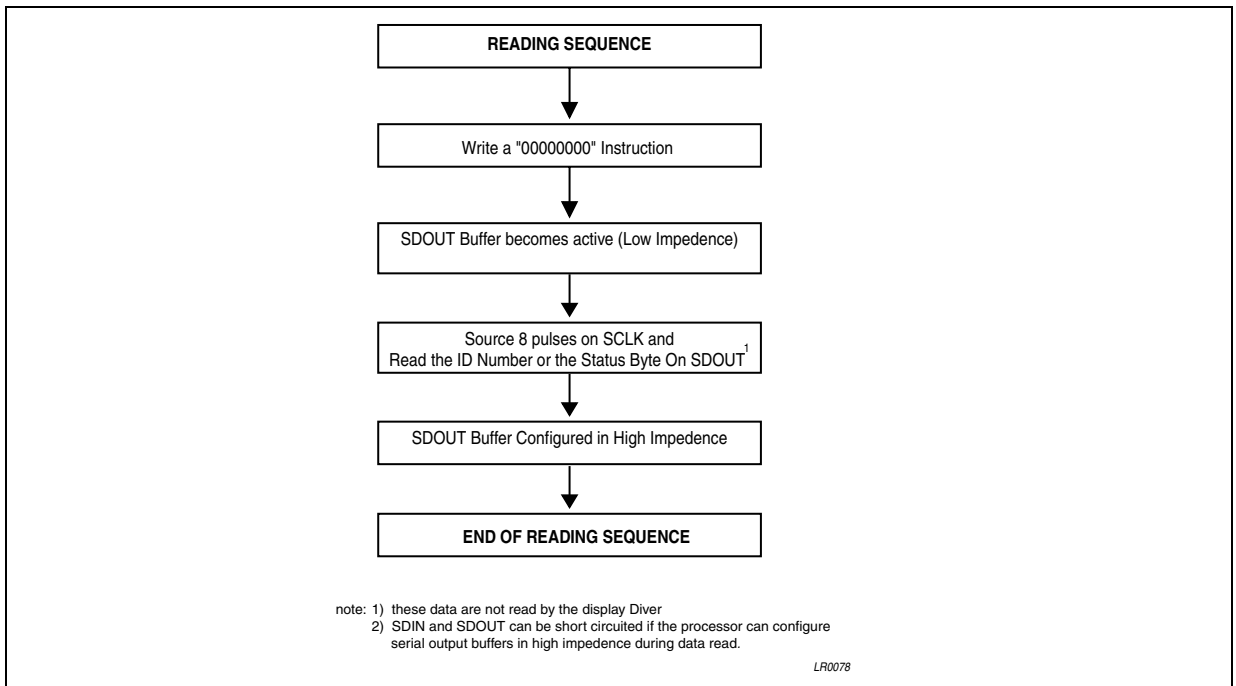 READING SEQUENCE
Write a "00000000" Instruction
SDOUT Buffer becomes active (Low Impedence)
Source 8 pulses on SCLK and
Read the ID Number or the Status Byte On SDOUT1
SDOUT Buffer Configured in High Impedence
END OF READING SEQUENCE
note: 1) these data are not read by the display Diver
2) SDIN and SDOUT can be short circuited if the processor can configure
serial output buffers in high impedence during data read.
LR0078